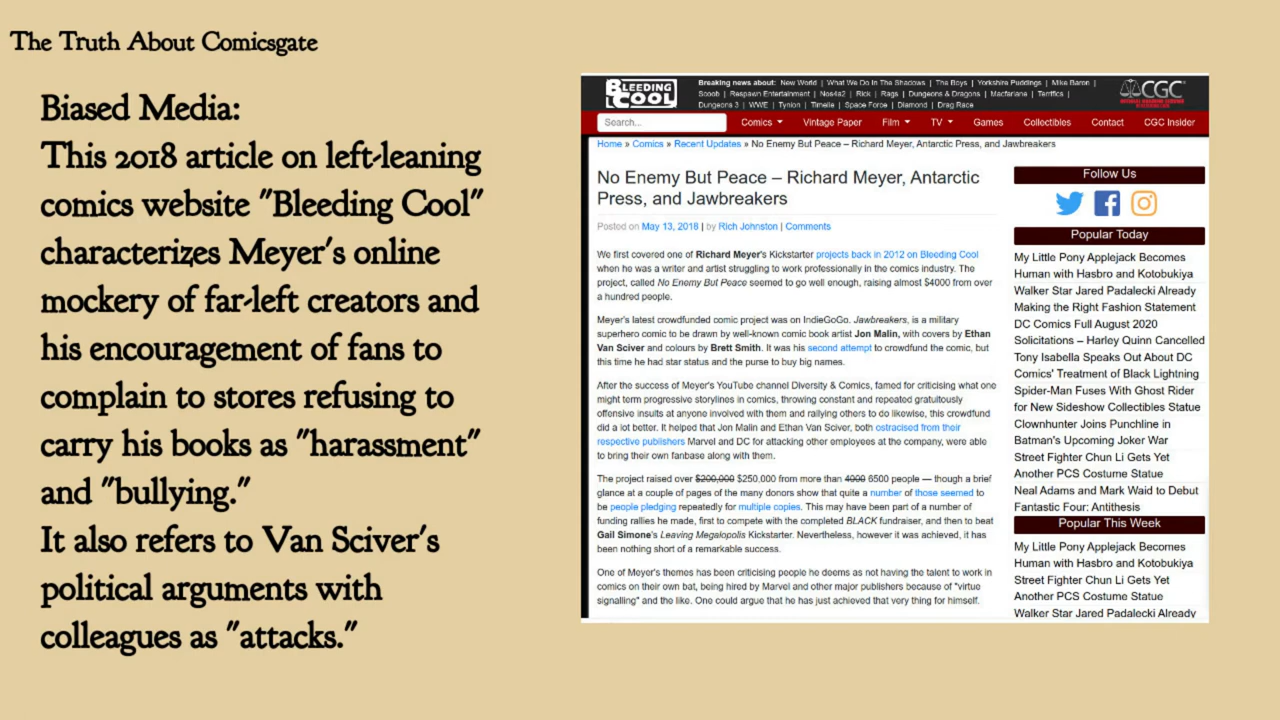 The Truth About Comicsgate
Biased Media:
This 2018 article on left-leaning
comics website "Bleeding Cool"
characterizes Meyer's online
mockery of far-left creators and
his encouragement of fans to
complain to stores refusing to
carry his books as "harassment"
and "bullying."
It also refers to Van Sciver's
political arguments with
colleagues as "attacks."
BLEEDING COOL
Breaking news about: New World | What We Do In The Shadows | The Boys | Yorkshire Puddings | Mike Baron |
Scoob | Respawn Entertainment | Nos4a2 | Rick | Rags | Dungeons & Dragons | Macfarlane | Terrifics |
Dungeons 3 | WWE | Tynion | Timelie | Space Force | Diamond | Drag Race
CGC
Search...
Comics
Vintage Paper
Film
TV
Games
Collectibles
Contact
CGC Insider
Home » Comics » Recent Updates » No Enemy But Peace – Richard Meyer, Antarctic Press, and Jawbreakers
No Enemy But Peace – Richard Meyer, Antarctic
Press, and Jawbreakers
Posted on May 13, 2018 | by Rich Johnston | Comments
We first covered one of Richard Meyer's Kickstarter projects back in 2012 on Bleeding Cool
when he was a writer and artist struggling to work professionally in the comics industry. The
project, called No Enemy But Peace seemed to go well enough, raising almost $4000 from over
a hundred people.
Meyer's latest crowdfunded comic project was on IndieGoGo. Jawbreakers, is a military
superhero comic to be drawn by well-known comic book artist Jon Malin, with covers by Ethan
Van Sciver and colours by Brett Smith. It was his second attempt to crowdfund the comic, but
this time he had star status and the purse to buy big names.
After the success of Meyer's YouTube channel Diversity & Comics, famed for criticising what one
might term progressive storylines in comics, throwing constant and repeated gratuitously
offensive insults at anyone involved with them and rallying others to do likewise, this crowdfund
did a lot better. It helped that Jon Malin and Ethan Van Sciver, both ostracised from their
respective publishers Marvel and DC for attacking other employees at the company, were able
to bring their own fanbase along with them.
The project raised over $200,000 $250,000 from more than 4000 6500 people — though a brief
glance at a couple of pages of the many donors show that quite a number of those seemed to
be people pledging repeatedly for multiple copies. This may have been part of a number of
funding rallies he made, first to compete with the completed BLACK fundraiser, and then to beat
Gail Simone's Leaving Megalopolis Kickstarter. Nevertheless, however it was achieved, it has
been nothing short of a remarkable success.
One of Meyer's themes has been criticising people he deems as not having the talent to work in
comics on their own bat, being hired by Marvel and other major publishers because of "virtue
signalling" and the like. One could argue that he has just achieved that very thing for himself.
Follow Us
Popular Today
My Little Pony Applejack Becomes
Human with Hasbro and Kotobukiya
Walker Star Jared Padalecki Already
Making the Right Fashion Statement
DC Comics Full August 2020
Solicitations – Harley Quinn Cancelled
Tony Isabella Speaks Out About DC
Comics' Treatment of Black Lightning
Spider-Man Fuses With Ghost Rider
for New Sideshow Collectibles Statue
Clownhunter Joins Punchline in
Batman's Upcoming Joker War
Street Fighter Chun Li Gets Yet
Another PCS Costume Statue
Neal Adams and Mark Waid to Debut
Fantastic Four: Antithesis
Popular This Week
My Little Pony Applejack Becomes
Human with Hasbro and Kotobukiya
Street Fighter Chun Li Gets Yet
Another PCS Costume Statue
Walker Star Jared Padalecki Already